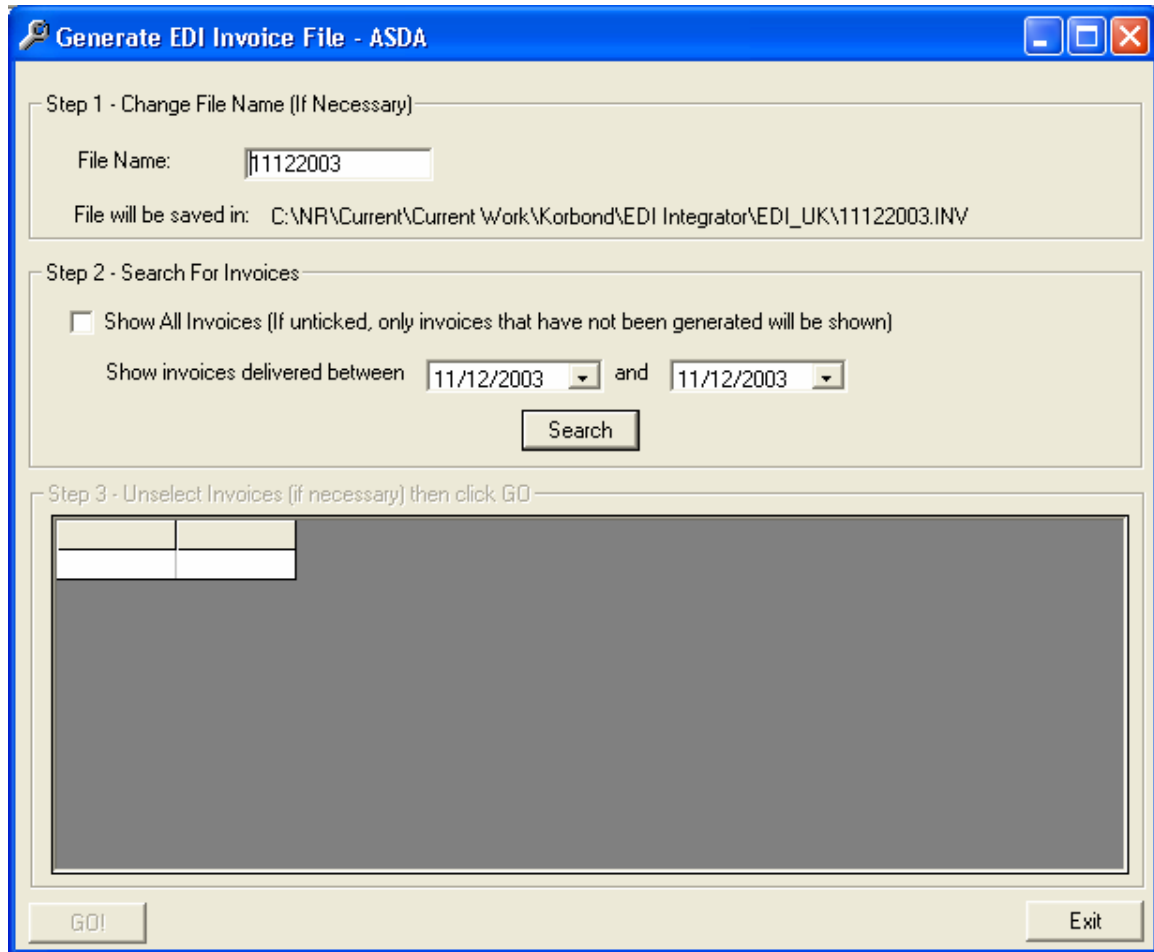 Generate EDI Invoice File - ASDA
Step 1 - Change File Name (If Necessary)
File Name: 11122003
File will be saved in: C:\NR\Current\Current Work\Korbond\EDI Integrator\EDI_UK\11122003.INV
Step 2 - Search For Invoices
Show All Invoices (If unticked, only invoices that have not been generated will be shown)
Show invoices delivered between 11/12/2003 and 11/12/2003
Search
Step 3 - Unselect Invoices (if necessary) then click GO
GO! Exit